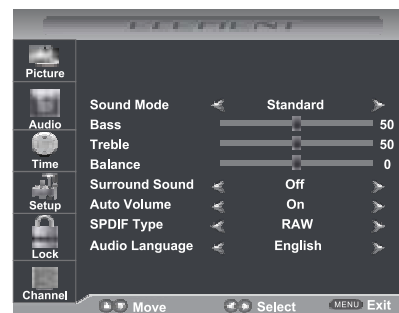 ELEMENT
Picture
Audio
Time
Setup
Lock
Channel
Sound Mode Standard
Bass 50
Treble 50
Balance 0
Surround Sound Off
Auto Volume On
SPDIF Type RAW
Audio Language English
Move Select MENU Exit